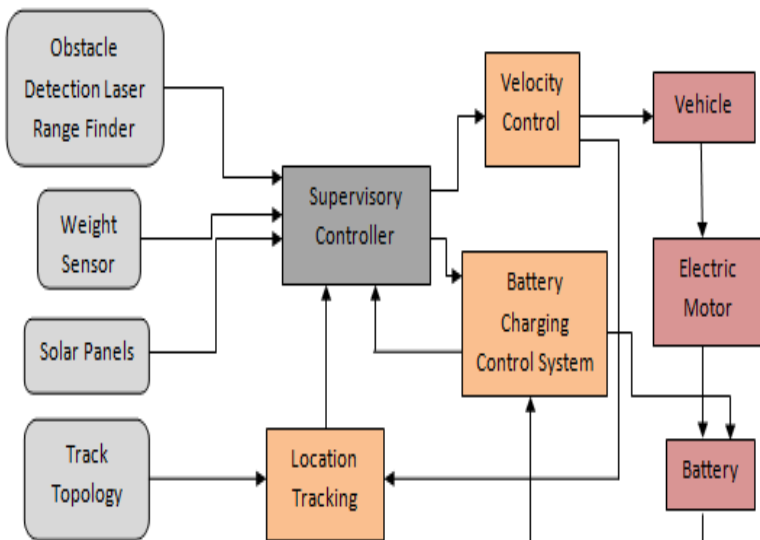 Obstacle
Detection Laser
Range Finder
Weight
Sensor
Solar Panels
Track
Topology
Supervisory
Controller
Location
Tracking
Velocity
Control
Battery
Charging
Control System
Vehicle
Electric
Motor
Battery